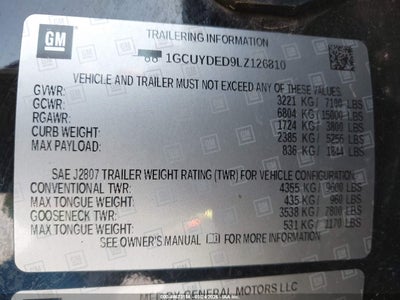 GM
TRAILERING INFORMATION
1GCUYDED9LZ126810
VEHICLE AND TRAILER MUST NOT EXCEED ANY OF THESE VALUES:
GVWR: 3221 KG/ 7100 LBS
GCWR: 6804 KG/ 15000 LBS
RGAWR: 1724 KG/ 3800 LBS
CURB WEIGHT: 2385 KG/ 5256 LBS
MAX PAYLOAD: 836 KG/ 1844 LBS
SAE J2807 TRAILER WEIGHT RATING (TWR) FOR VEHICLE CONFIGURATION
CONVENTIONAL TWR: 4355 KG/ 9600 LBS
MAX TONGUE WEIGHT: 435 KG/ 960 LBS
GOOSENECK TWR: 3538 KG/ 7800 LBS
MAX TONGUE WEIGHT: 531 KG/ 1170 LBS
SEE OWNER'S MANUAL FOR MORE INFORMATION
BY GENERAL MOTORS LLC